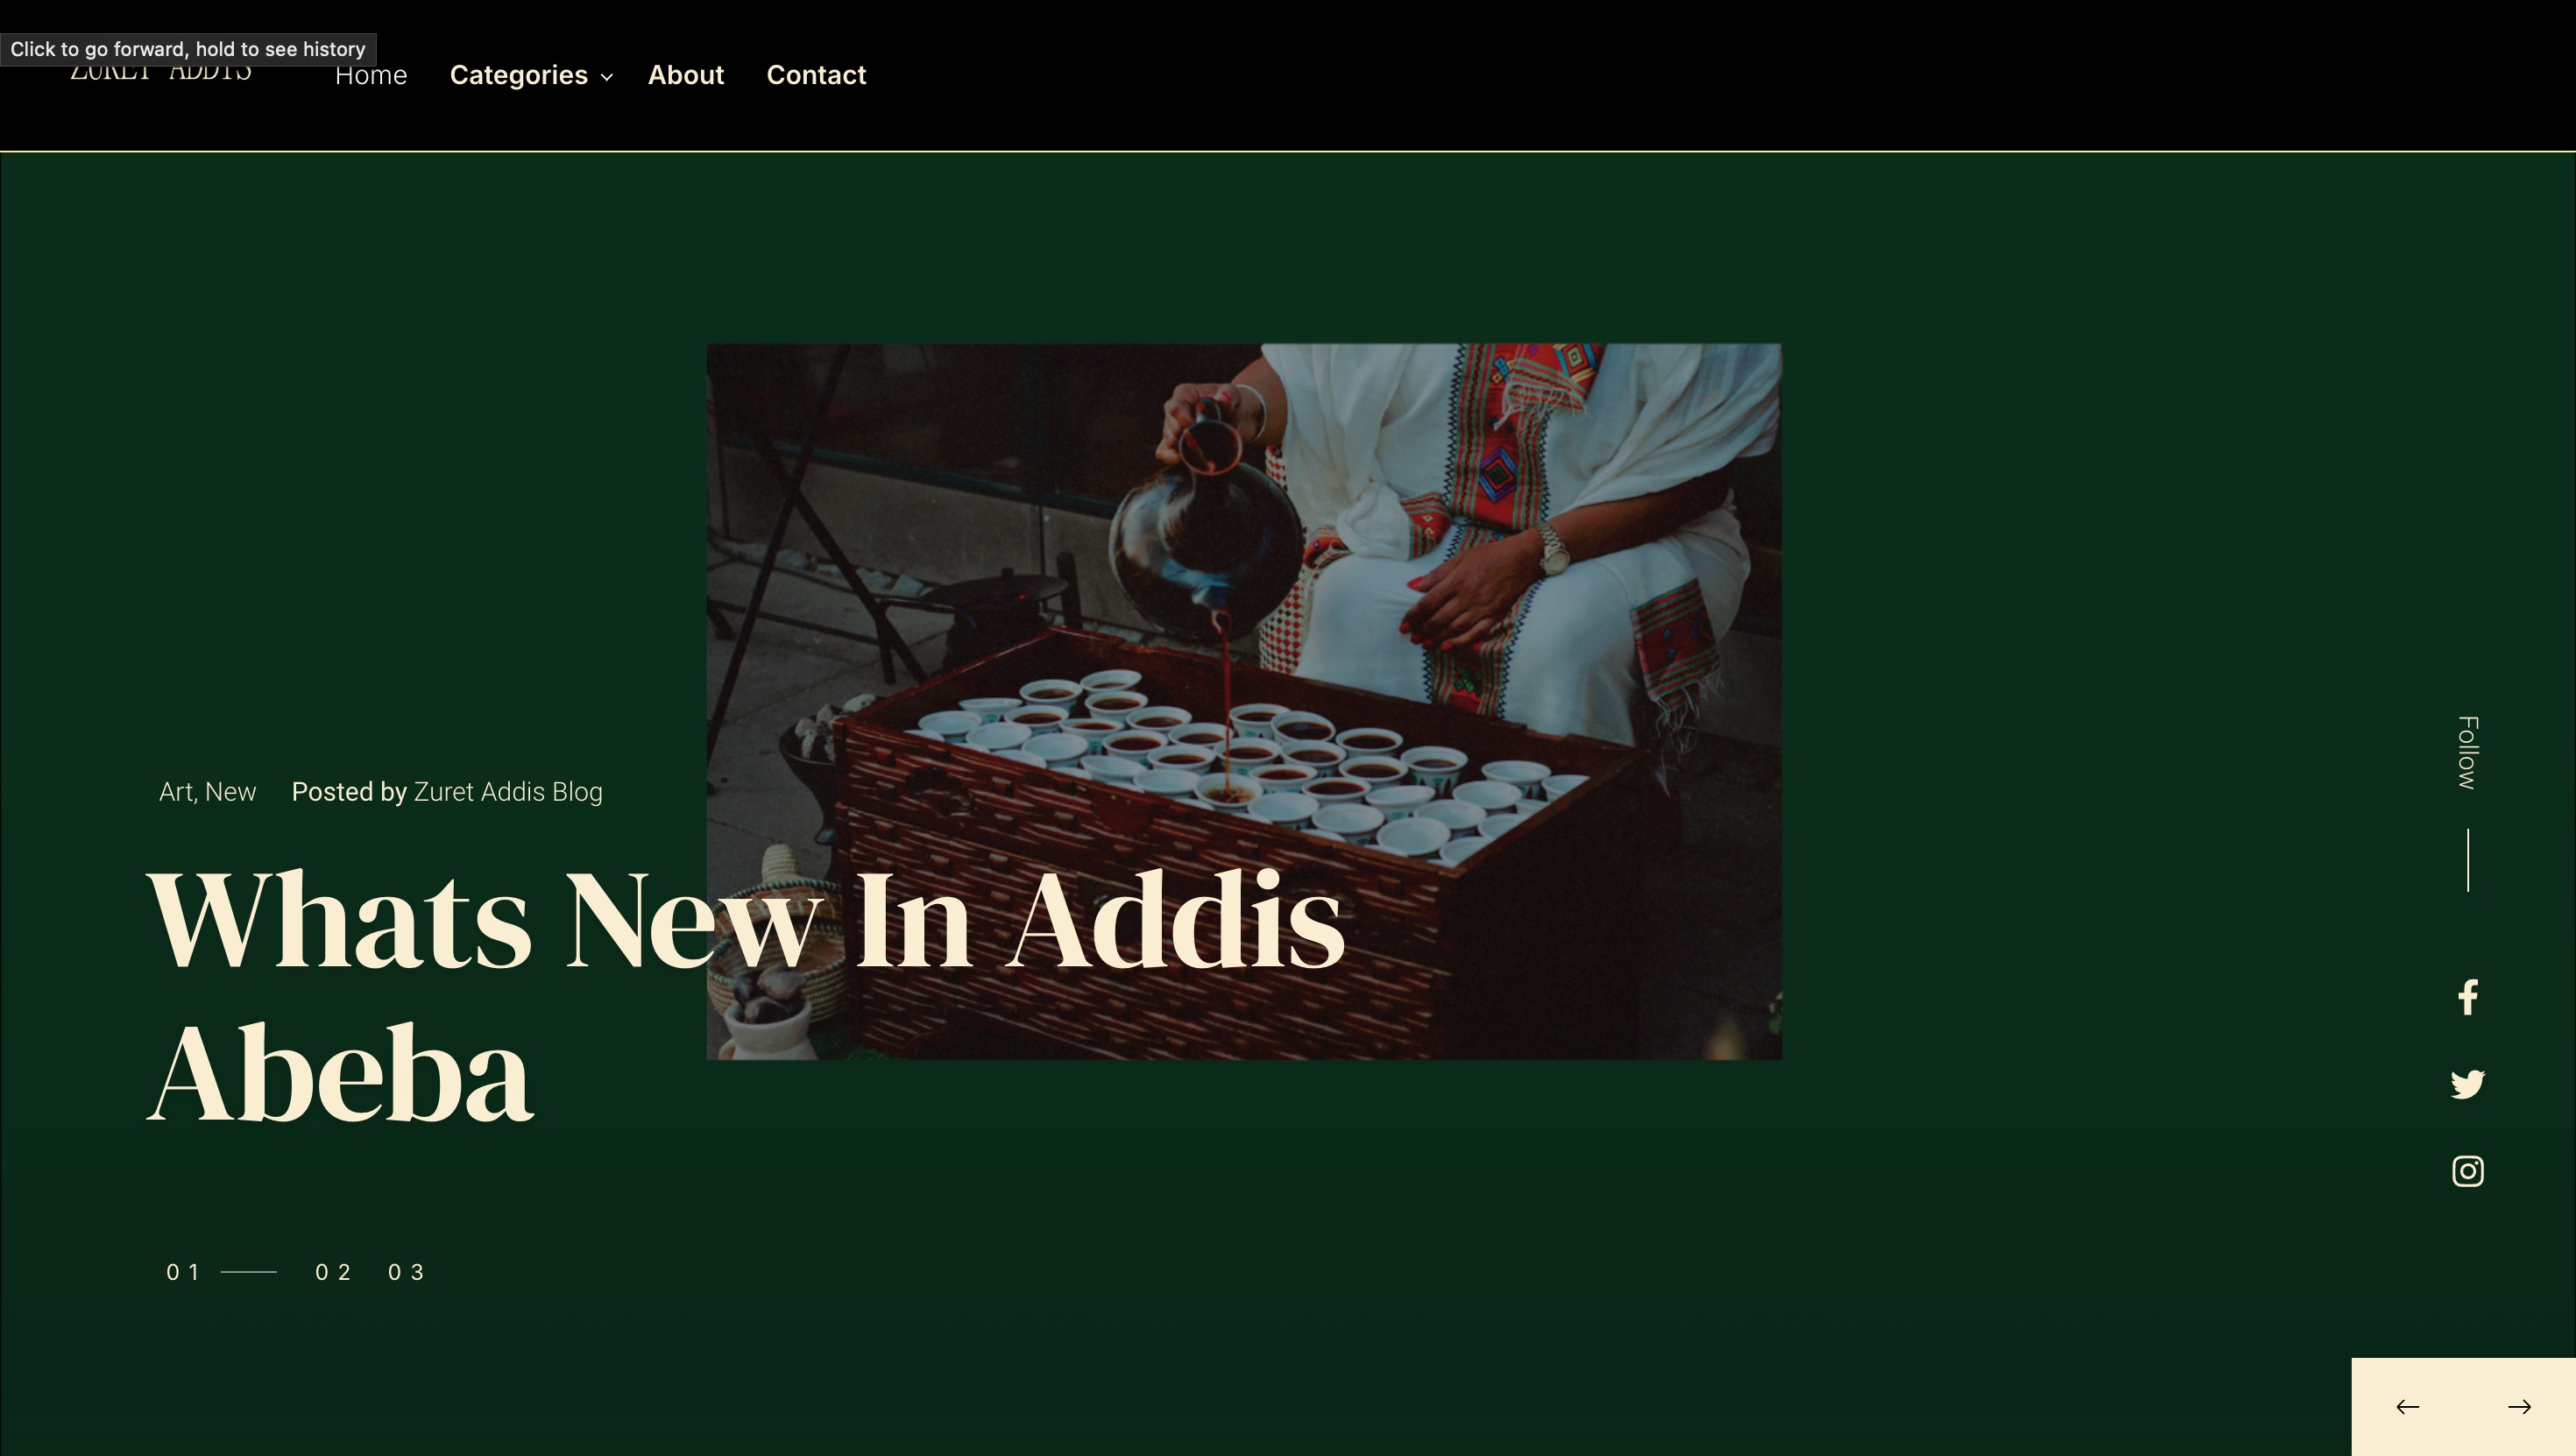 Click to go forward, hold to see history
ZURET ADDIS
Home Categories About Contact
Art, New Posted by Zuret Addis Blog
Whats New In Addis
Abeba
Follow
01 02 03